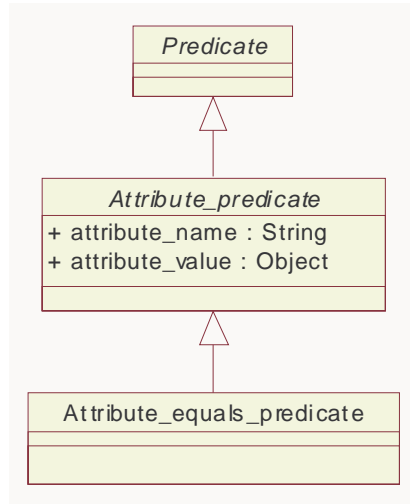 Predicate
Attribute_predicate
+ attribute_name : String
+ attribute_value : Object
Attribute_equals_predicate